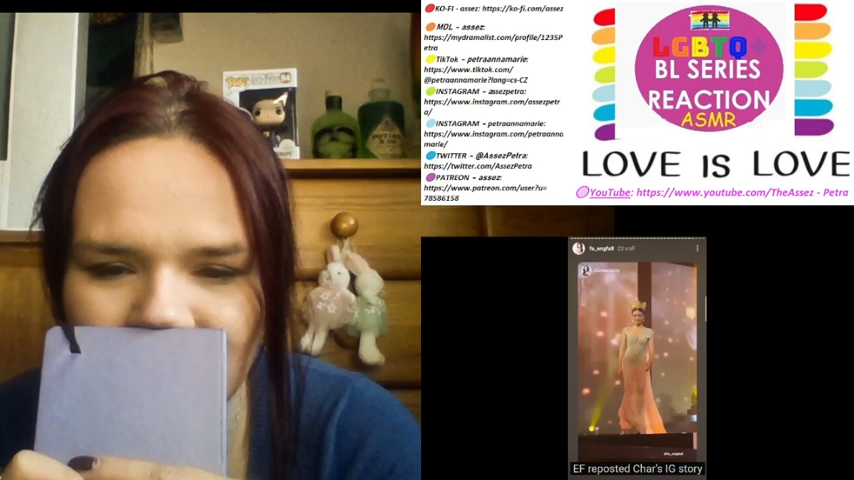 KO-FI - assez: https://ko-fi.com/assez
MDL - assez:
https://mydramalist.com/profile/1235P
etra
TikTok - petraannamarie:
https://www.tiktok.com/
@petraannamarie?lang=cs-CZ
INSTAGRAM - assezpetra:
https://www.instagram.com/assezpetr
a/
INSTAGRAM - petraannamarie:
https://www.instagram.com/petraanna
marie/
TWITTER - @AssezPetra:
https://twitter.com/AssezPetra
PATREON - assez:
https://www.patreon.com/user?u=
78586158
LGBTQ+
BL SERIES
REACTION
ASMR
LOVE IS LOVE
YouTube: https://www.youtube.com/TheAssez - Petra
EF reposted Char's IG story